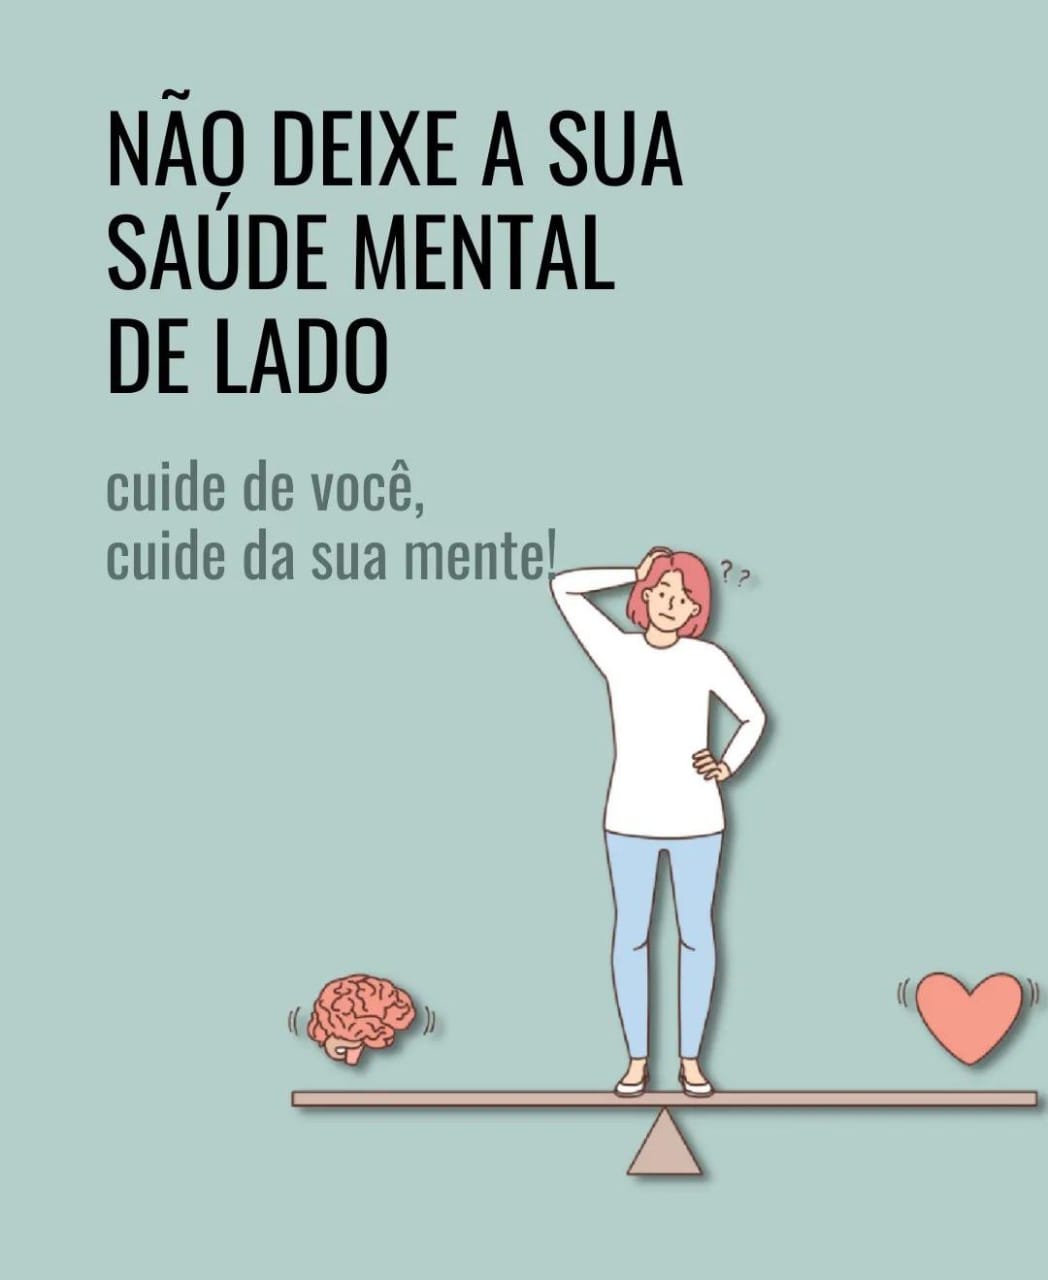 NÃO DEIXE A SUA
SAÚDE MENTAL
DE LADO
cuide de você,
cuide da sua mente!
??